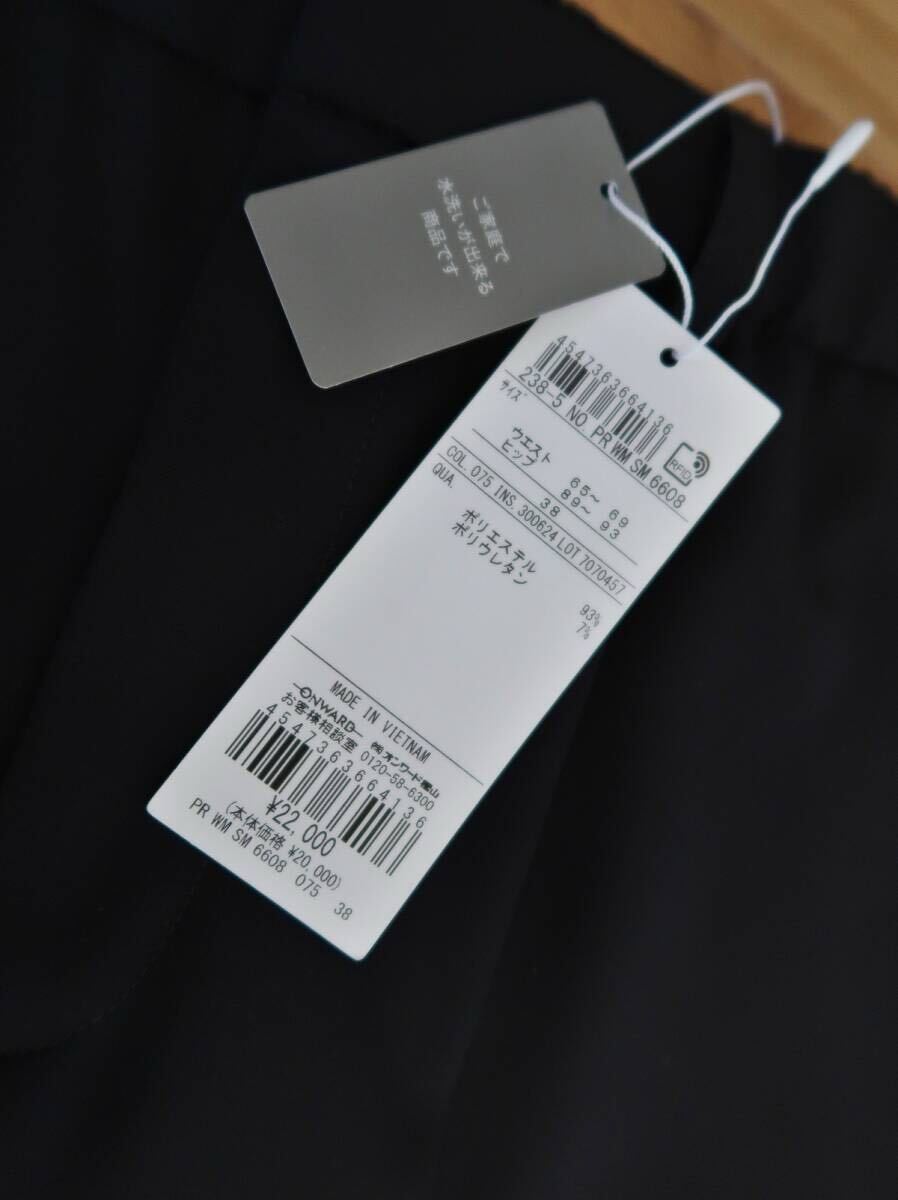 ご家庭で
水洗いが出来る
商品です
4547363664136
238-5 NO. PR WM SM 6608
RFID
サイズ
ウエスト 65~ 69
ヒップ 89~ 93
38
COL. 075 INS. 300624 LOT 7070457
QUA.
ポリエステル 93%
ポリウレタン 7%
MADE IN VIETNAM
ONWARD ㈱オンワード樫山
お客様相談室 0120-58-6300
4547363664136
¥22,000
(本体価格 ¥20,000)
PR WM SM 6608 075 38